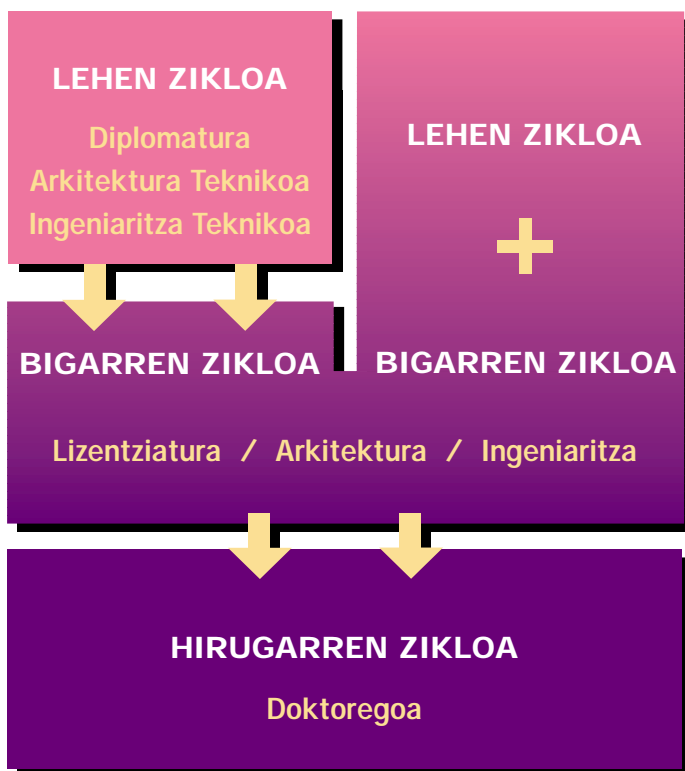 LEHEN ZIKLOA
Diplomatura
Arkitektura Teknikoa
Ingeniaritza Teknikoa
LEHEN ZIKLOA
+
BIGARREN ZIKLOA
BIGARREN ZIKLOA
Lizentziatura / Arkitektura / Ingeniaritza
HIRUGARREN ZIKLOA
Doktoregoa